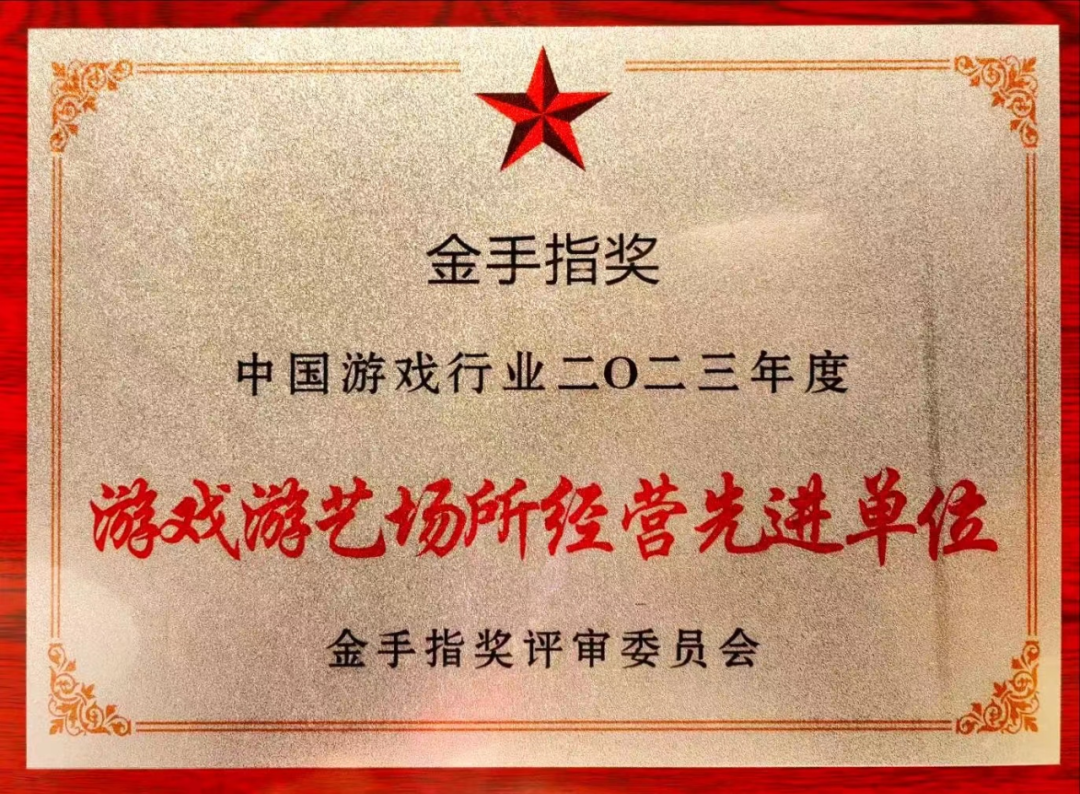 金手指奖
中国游戏行业二〇二三年度
游戏游艺场所经营先进单位
金手指奖评审委员会